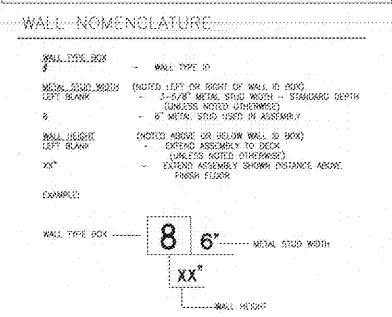 WALL NOMENCLATURE
WALL TYPE BOX
# - WALL TYPE ID
METAL STUD WIDTH (NOTED LEFT OR RIGHT OF WALL ID BOX)
LEFT BLANK - 3-5/8" METAL STUD WIDTH - STANDARD DEPTH
(UNLESS NOTED OTHERWISE)
6 - 6" METAL STUD USED IN ASSEMBLY
WALL HEIGHT (NOTED ABOVE OR BELOW WALL ID BOX)
LEFT BLANK - EXTEND ASSEMBLY TO DECK
(UNLESS NOTED OTHERWISE)
XX" - EXTEND ASSEMBLY SHOWN DISTANCE ABOVE
FINISH FLOOR
EXAMPLE:
WALL TYPE BOX 8 6" METAL STUD WIDTH
XX"
WALL HEIGHT